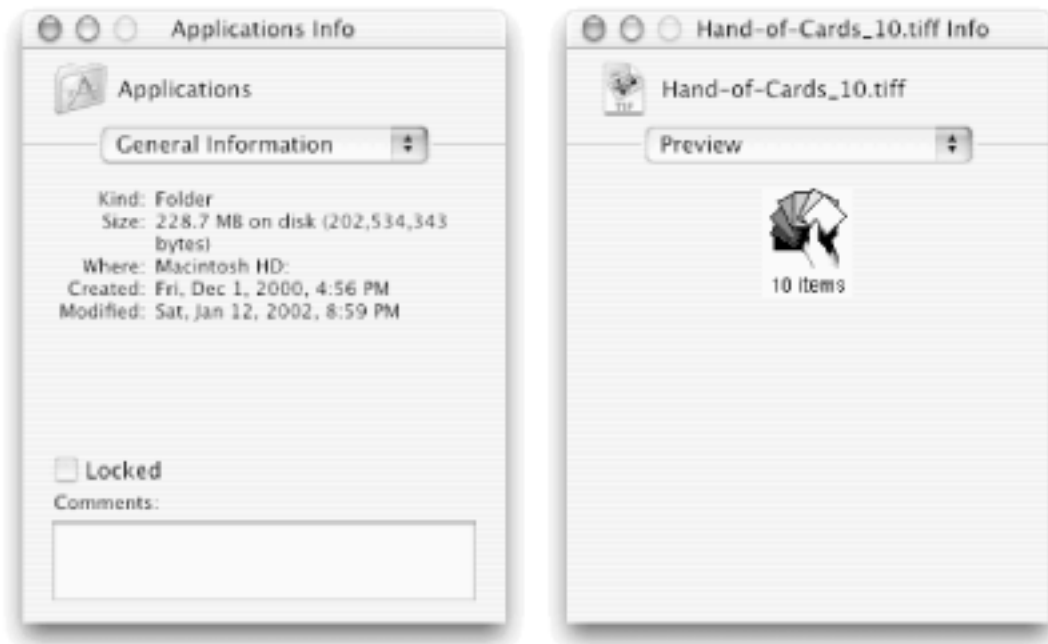 Applications Info
Applications
General Information
Kind: Folder
Size: 228.7 MB on disk (202,534,343
bytes)
Where: Macintosh HD:
Created: Fri, Dec 1, 2000, 4:56 PM
Modified: Sat, Jan 12, 2002, 8:59 PM
Locked
Comments:
Hand-of-Cards_10.tiff Info
TIF
Hand-of-Cards_10.tiff
Preview
10 items